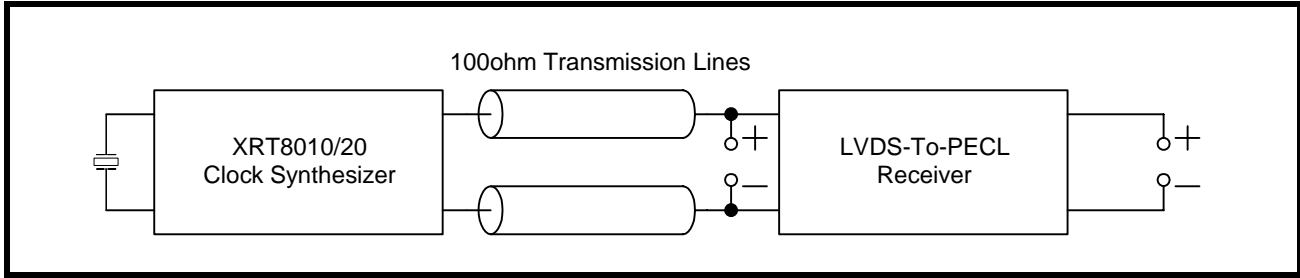 100ohm Transmission Lines
XRT8010/20
Clock Synthesizer
+
−
LVDS-To-PECL
Receiver
+
−